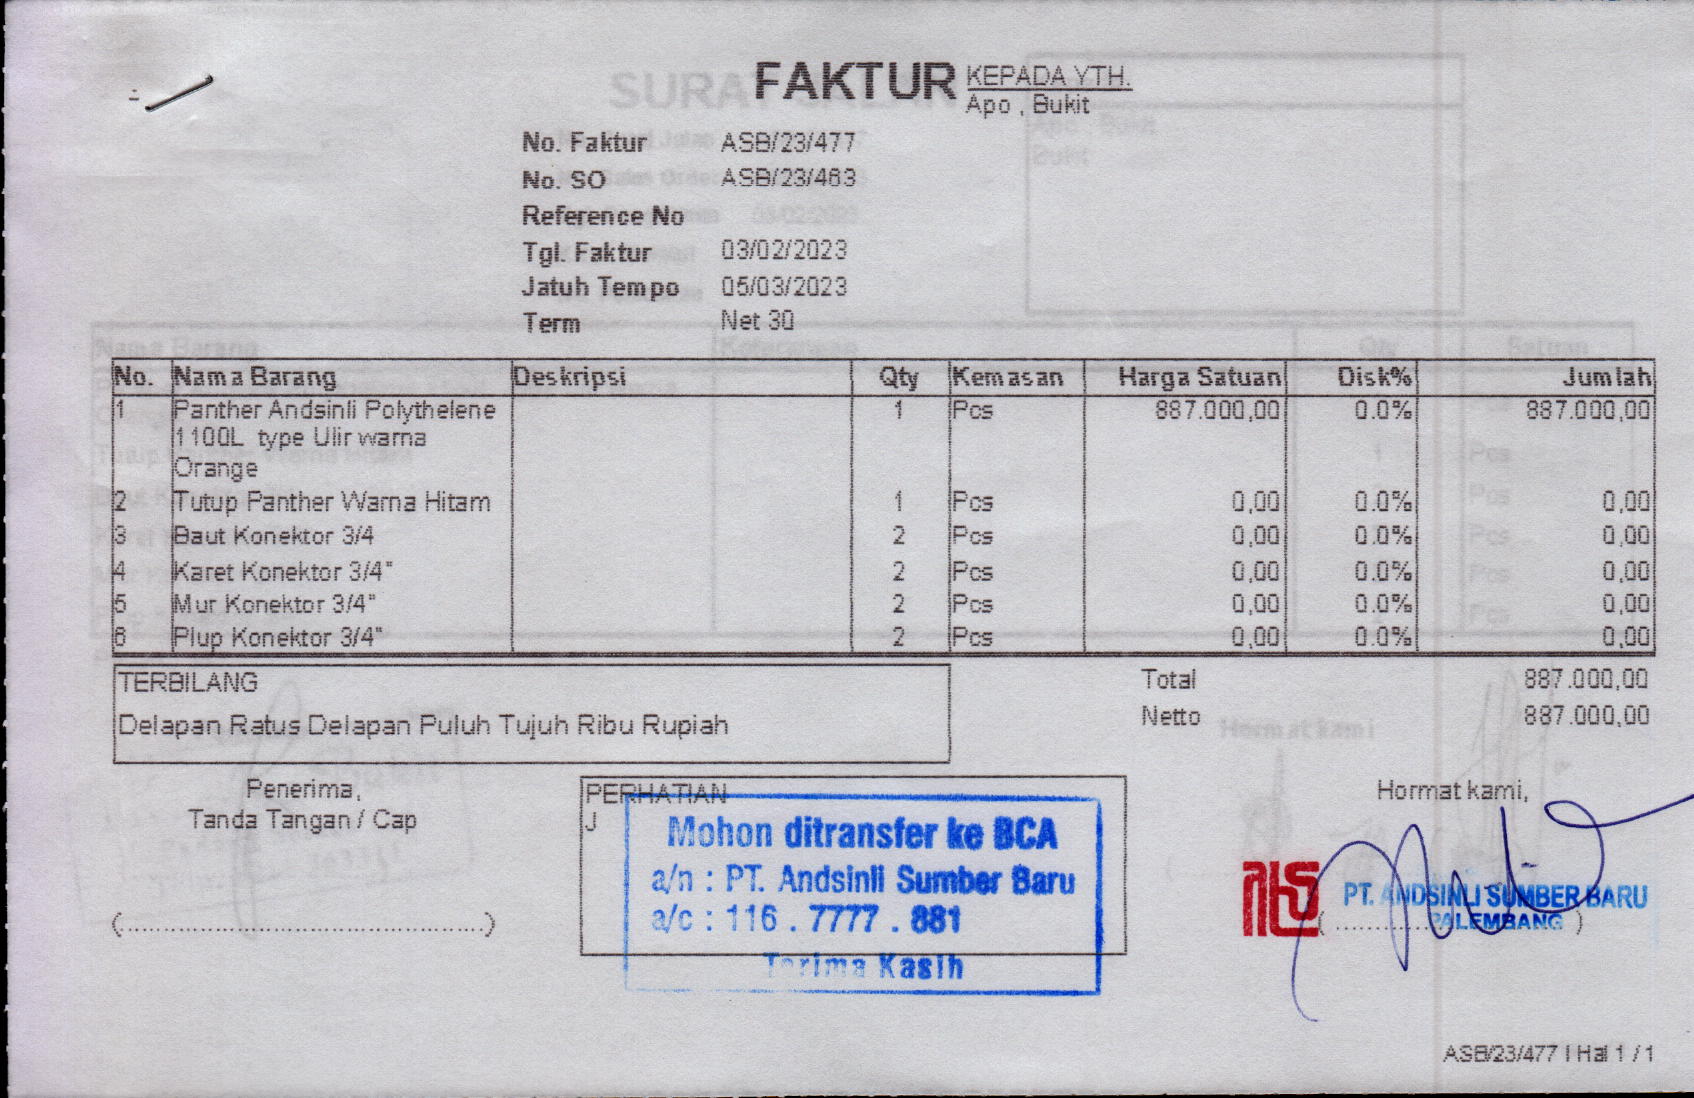 FAKTUR
KEPADA YTH.
Apo , Bukit
No. Faktur ASB/23/477
No. SO ASB/23/463
Reference No
Tgl. Faktur 03/02/2023
Jatuh Tempo 05/03/2023
Term Net 30
No. Nama Barang Deskripsi Qty Kemasan Harga Satuan Disk% Jumlah
1 Panther Andsinli Polythelene 1 Pcs 887.000,00 0.0% 887.000,00
1100L type Ulir warna
Orange
2 Tutup Panther Warna Hitam 1 Pcs 0,00 0.0% 0,00
3 Baut Konektor 3/4 2 Pcs 0,00 0.0% 0,00
4 Karet Konektor 3/4" 2 Pcs 0,00 0.0% 0,00
5 Mur Konektor 3/4" 2 Pcs 0,00 0.0% 0,00
6 Plup Konektor 3/4" 2 Pcs 0,00 0.0% 0,00
TERBILANG
Delapan Ratus Delapan Puluh Tujuh Ribu Rupiah
Total 887.000,00
Netto 887.000,00
Penerima,
Tanda Tangan / Cap
(................................................)
PERHATIAN
J
Mohon ditransfer ke BCA
a/n : PT. Andsinli Sumber Baru
a/c : 116 . 7777 . 881
Terima Kasih
Hormat kami,
PT. ANDSINLI SUMBER BARU
PALEMBANG
ASB/23/477 | Hal 1 / 1